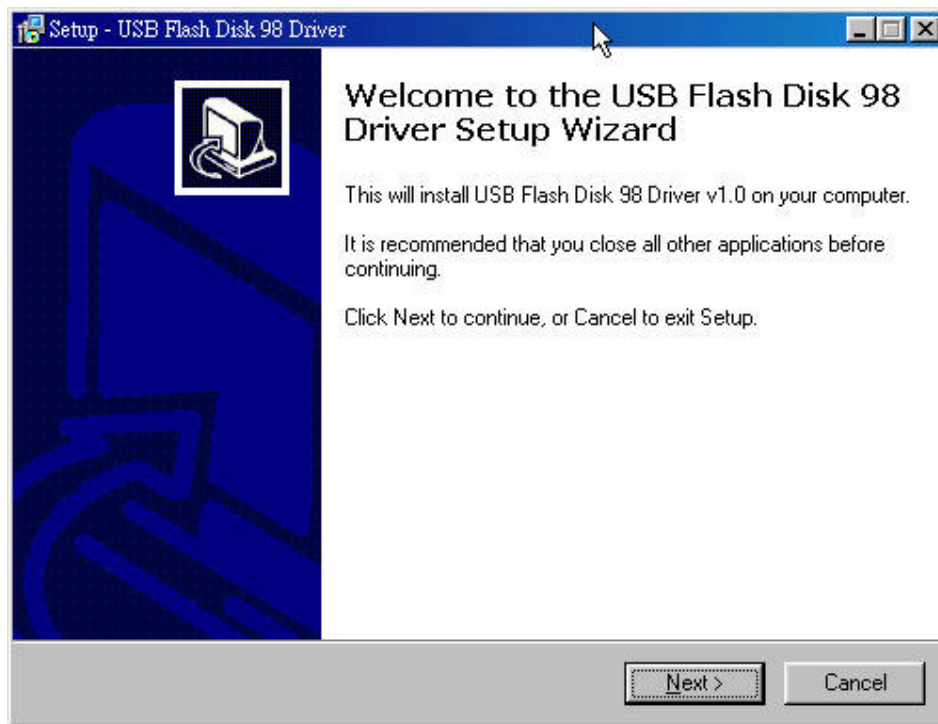 Setup - USB Flash Disk 98 Driver
Welcome to the USB Flash Disk 98
Driver Setup Wizard
This will install USB Flash Disk 98 Driver v1.0 on your computer.
It is recommended that you close all other applications before
continuing.
Click Next to continue, or Cancel to exit Setup.
Next >
Cancel